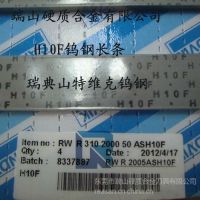 瑞山硬质合金有限公司
H10F钨钢长条
瑞典山特维克钨钢
H10F
Item no : RW R 310 2000 50 ASH10F
Qty : 4 Date : 2012/4/17
Batch : 8337897 RW R 2005ASH10F
H10F